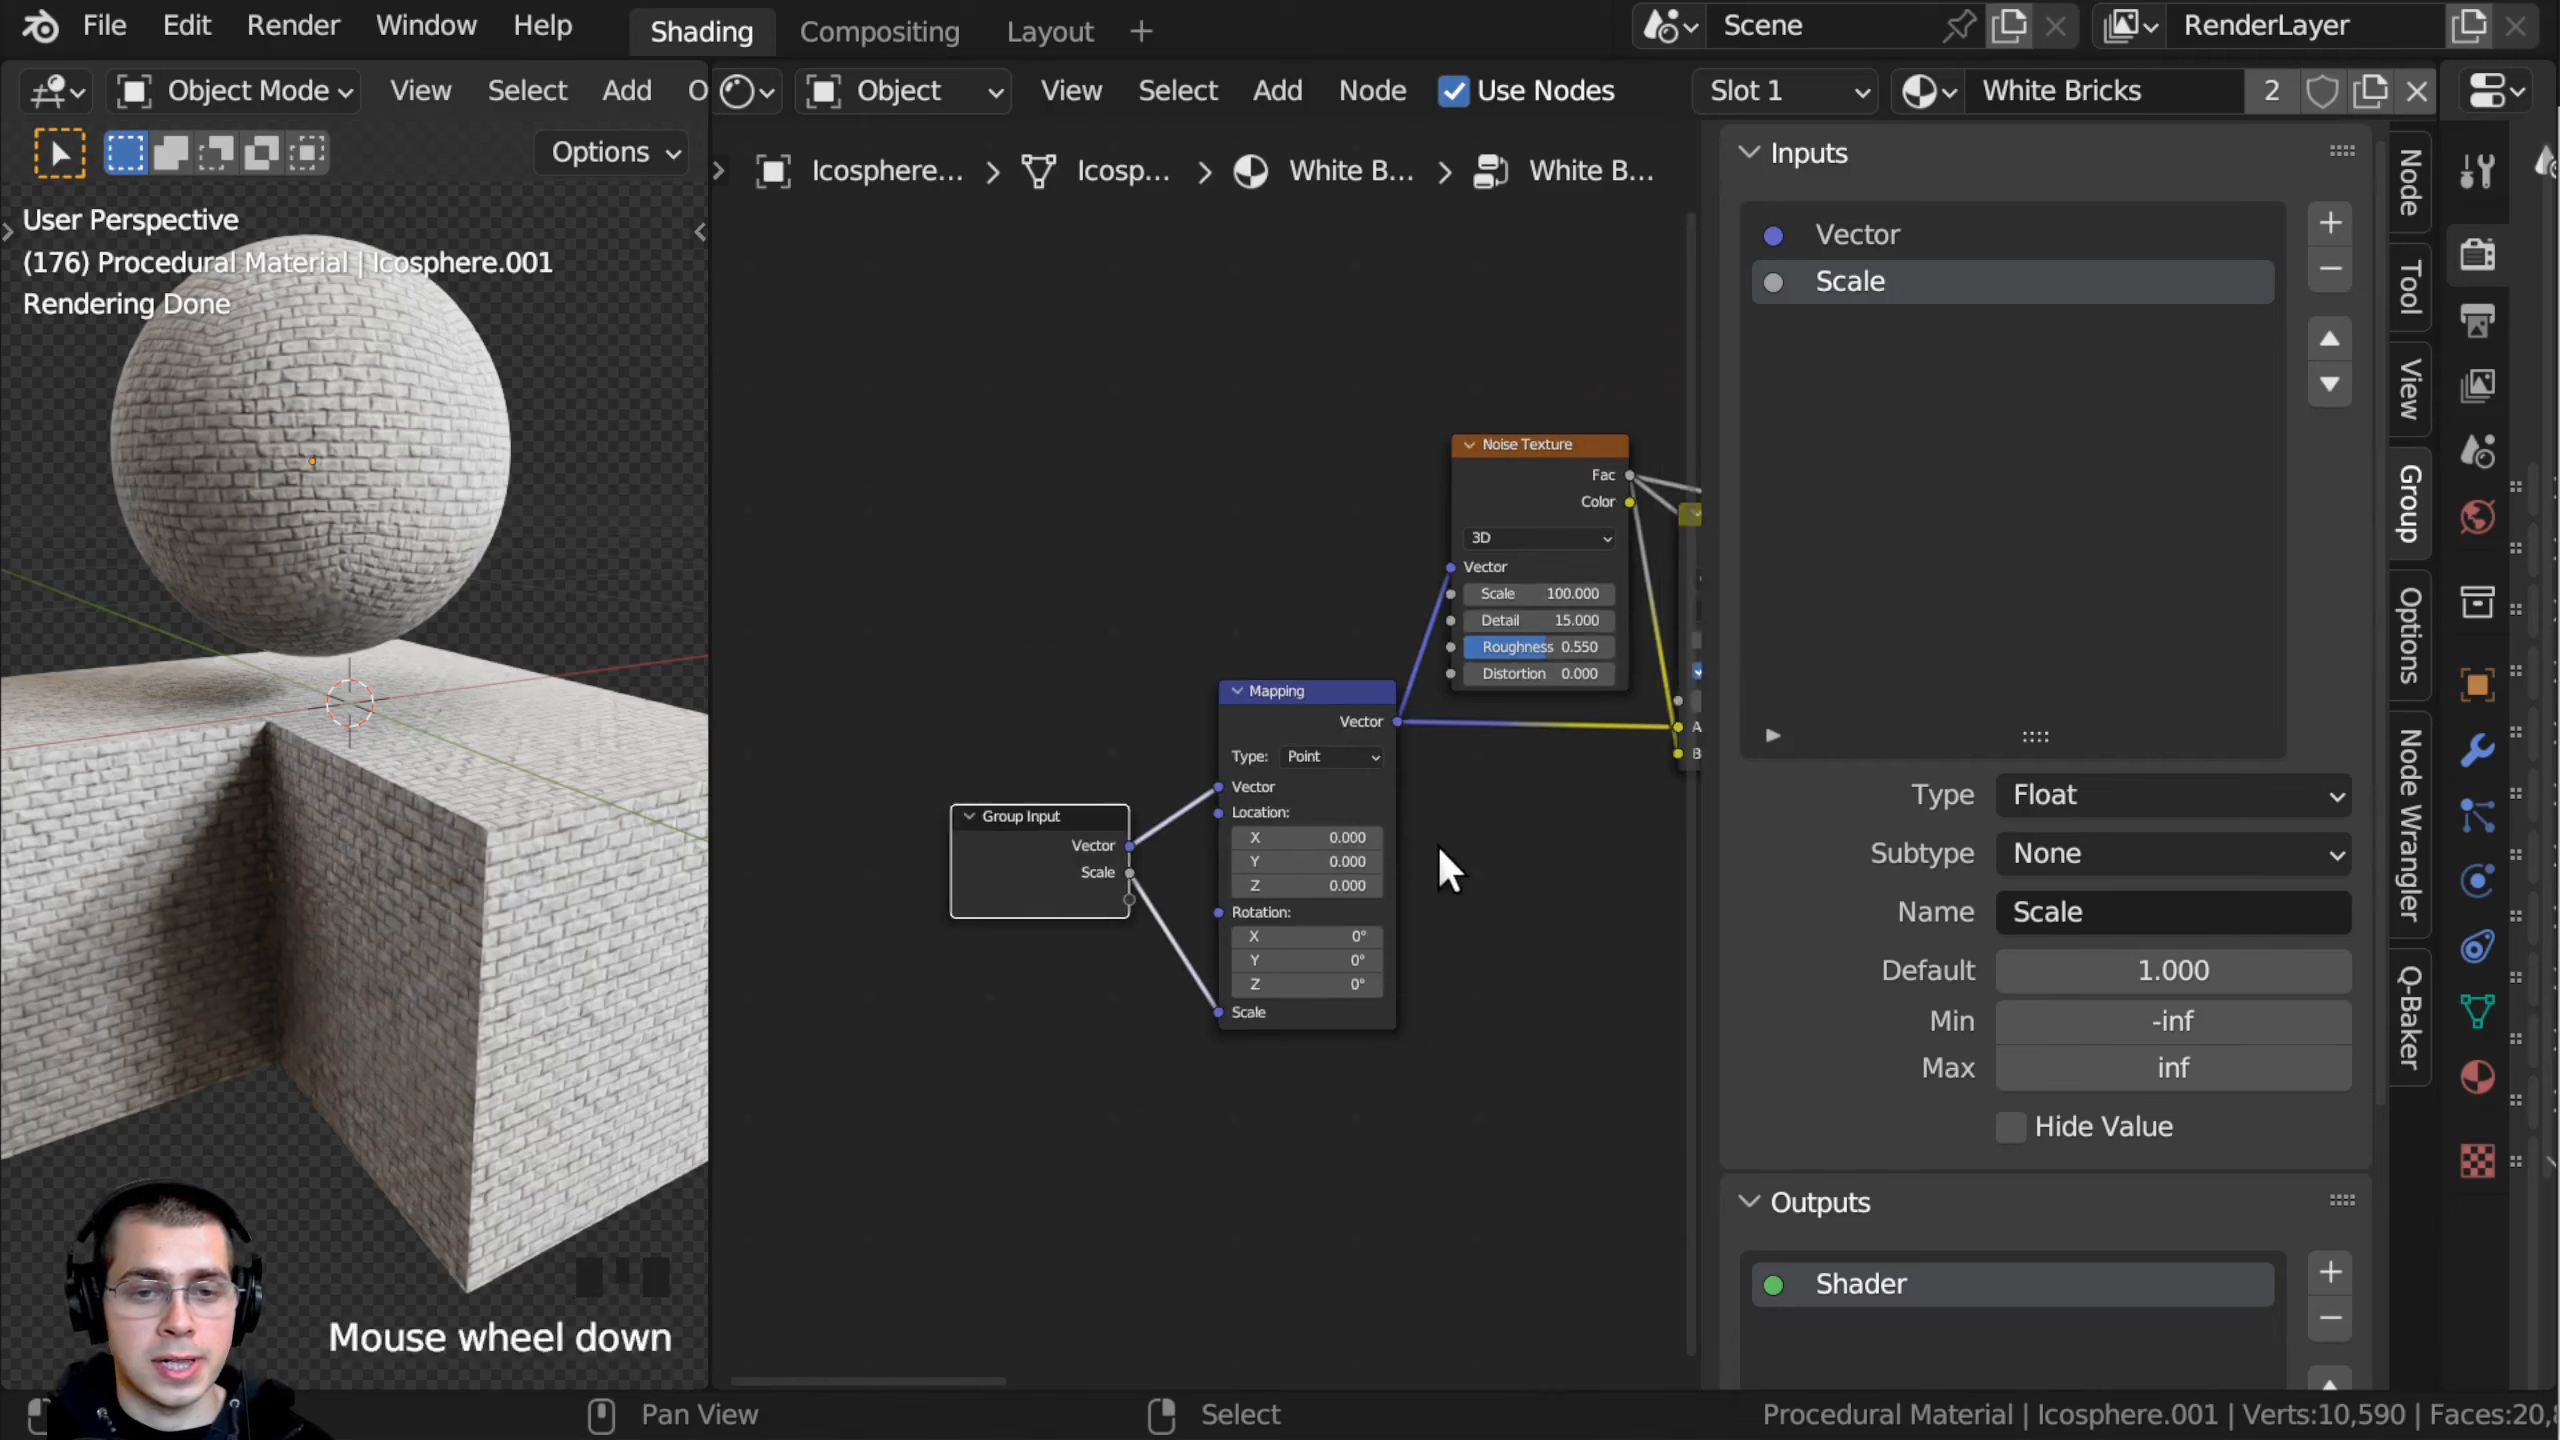 File Edit Render Window Help Shading Compositing Layout + Scene RenderLayer
Object Mode View Select Add O Object View Select Add Node Use Nodes Slot 1 White Bricks 2
Options
Icosphere... Icosp... White B... White B...
User Perspective
(176) Procedural Material | Icosphere.001
Rendering Done
Noise Texture
Fac
Color
3D
Vector
Scale 100.000
Detail 15.000
Roughness 0.550
Distortion 0.000
A
B
Mapping
Vector
Type: Point
Vector
Location:
X 0.000
Y 0.000
Z 0.000
Rotation:
X 0°
Y 0°
Z 0°
Scale
Group Input
Vector
Scale
Inputs
Vector
Scale
Type Float
Subtype None
Name Scale
Default 1.000
Min -inf
Max inf
Hide Value
Outputs
Shader
Node
Tool
View
Group
Options
Node Wrangler
Q-Baker
Mouse wheel down
Pan View
Select
Procedural Material | Icosphere.001 | Verts:10,590 | Faces:20,